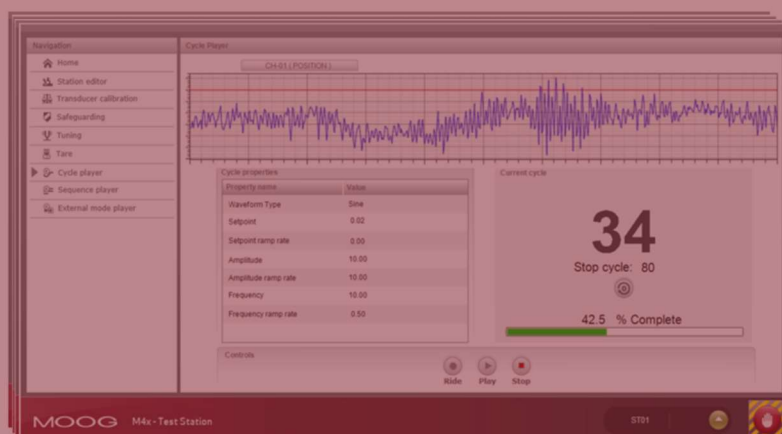 Navigation
Cycle Player
Home
Station editor
Transducer calibration
Safeguarding
Tuning
Tare
Cycle player
Sequence player
External mode player
CH-01 ( POSITION )
Cycle properties
Property name Value
Waveform Type Sine
Setpoint 0.02
Setpoint ramp rate 0.00
Amplitude 10.00
Amplitude ramp rate 10.00
Frequency 10.00
Frequency ramp rate 0.50
Current cycle
34
Stop cycle: 80
42.5 % Complete
Controls
Ride Play Stop
MOOG M4x - Test Station ST01